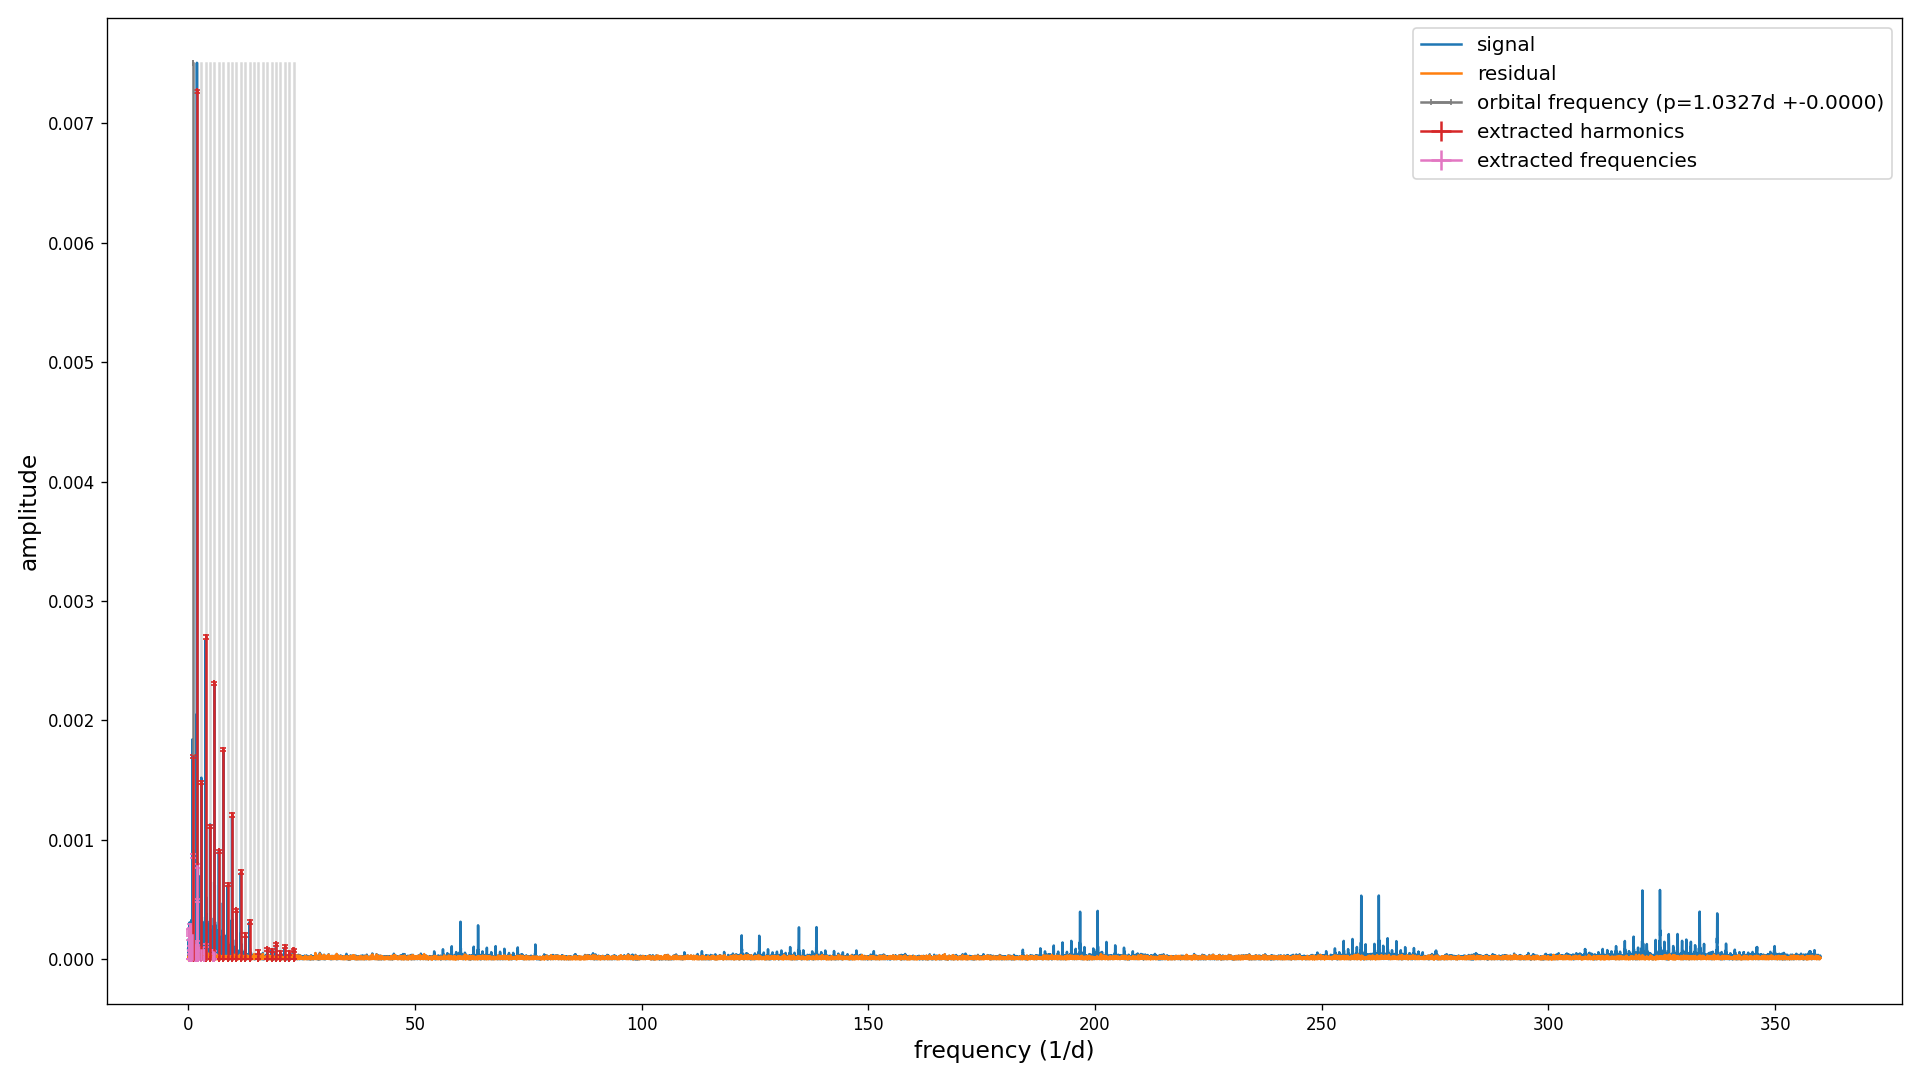 signal
residual
orbital frequency (p=1.0327d +-0.0000)
extracted harmonics
extracted frequencies
0.007
0.006
0.005
0.004
0.003
0.002
0.001
0.000
amplitude
0 50 100 150 200 250 300 350
frequency (1/d)